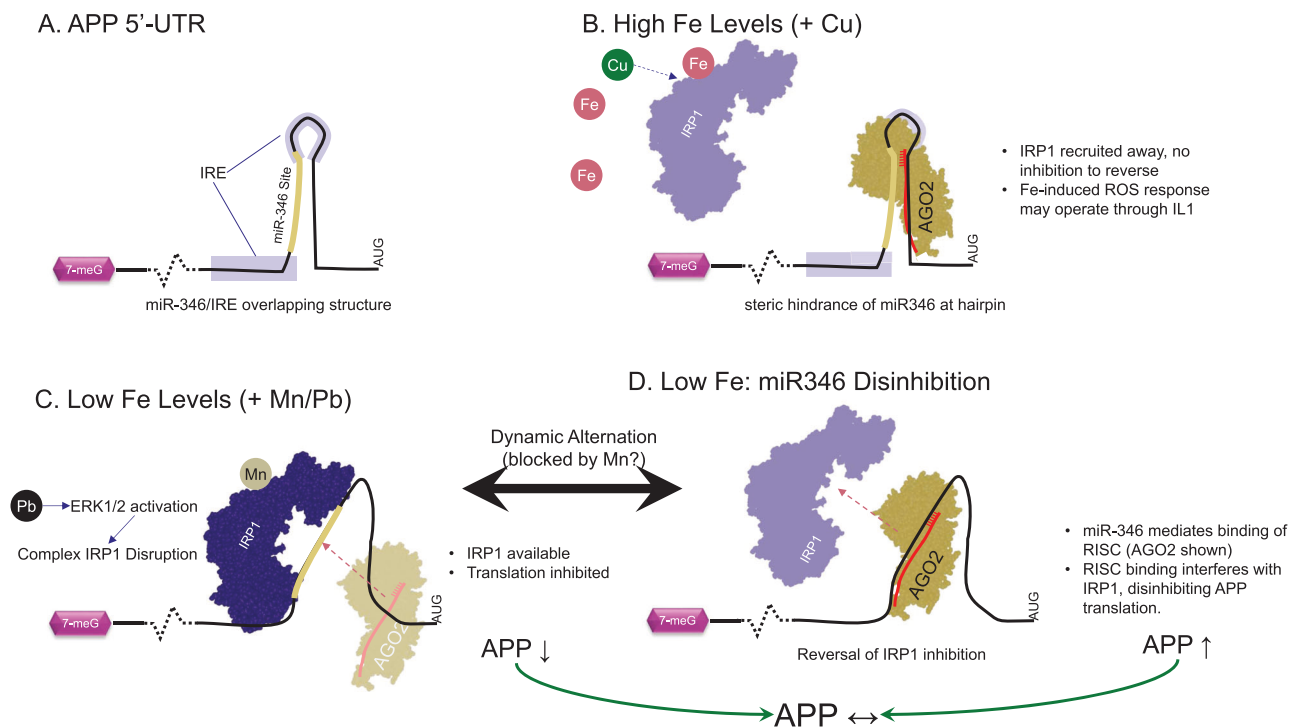 A. APP 5’-UTR
IRE
miR-346 Site
7-meG
AUG
miR-346/IRE overlapping structure
B. High Fe Levels (+ Cu)
Cu
Fe
Fe
Fe
IRP1
AGO2
7-meG
AUG
steric hindrance of miR346 at hairpin
• IRP1 recruited away, no
inhibition to reverse
• Fe-induced ROS response
may operate through IL1
C. Low Fe Levels (+ Mn/Pb)
Mn
Pb
ERK1/2 activation
Complex IRP1 Disruption
IRP1
AGO2
7-meG
AUG
• IRP1 available
• Translation inhibited
APP ↓
Dynamic Alternation
(blocked by Mn?)
D. Low Fe: miR346 Disinhibition
IRP1
AGO2
7-meG
AUG
Reversal of IRP1 inhibition
• miR-346 mediates binding of
RISC (AGO2 shown)
• RISC binding interferes with
IRP1, disinhibiting APP
translation.
APP ↑
APP ↔